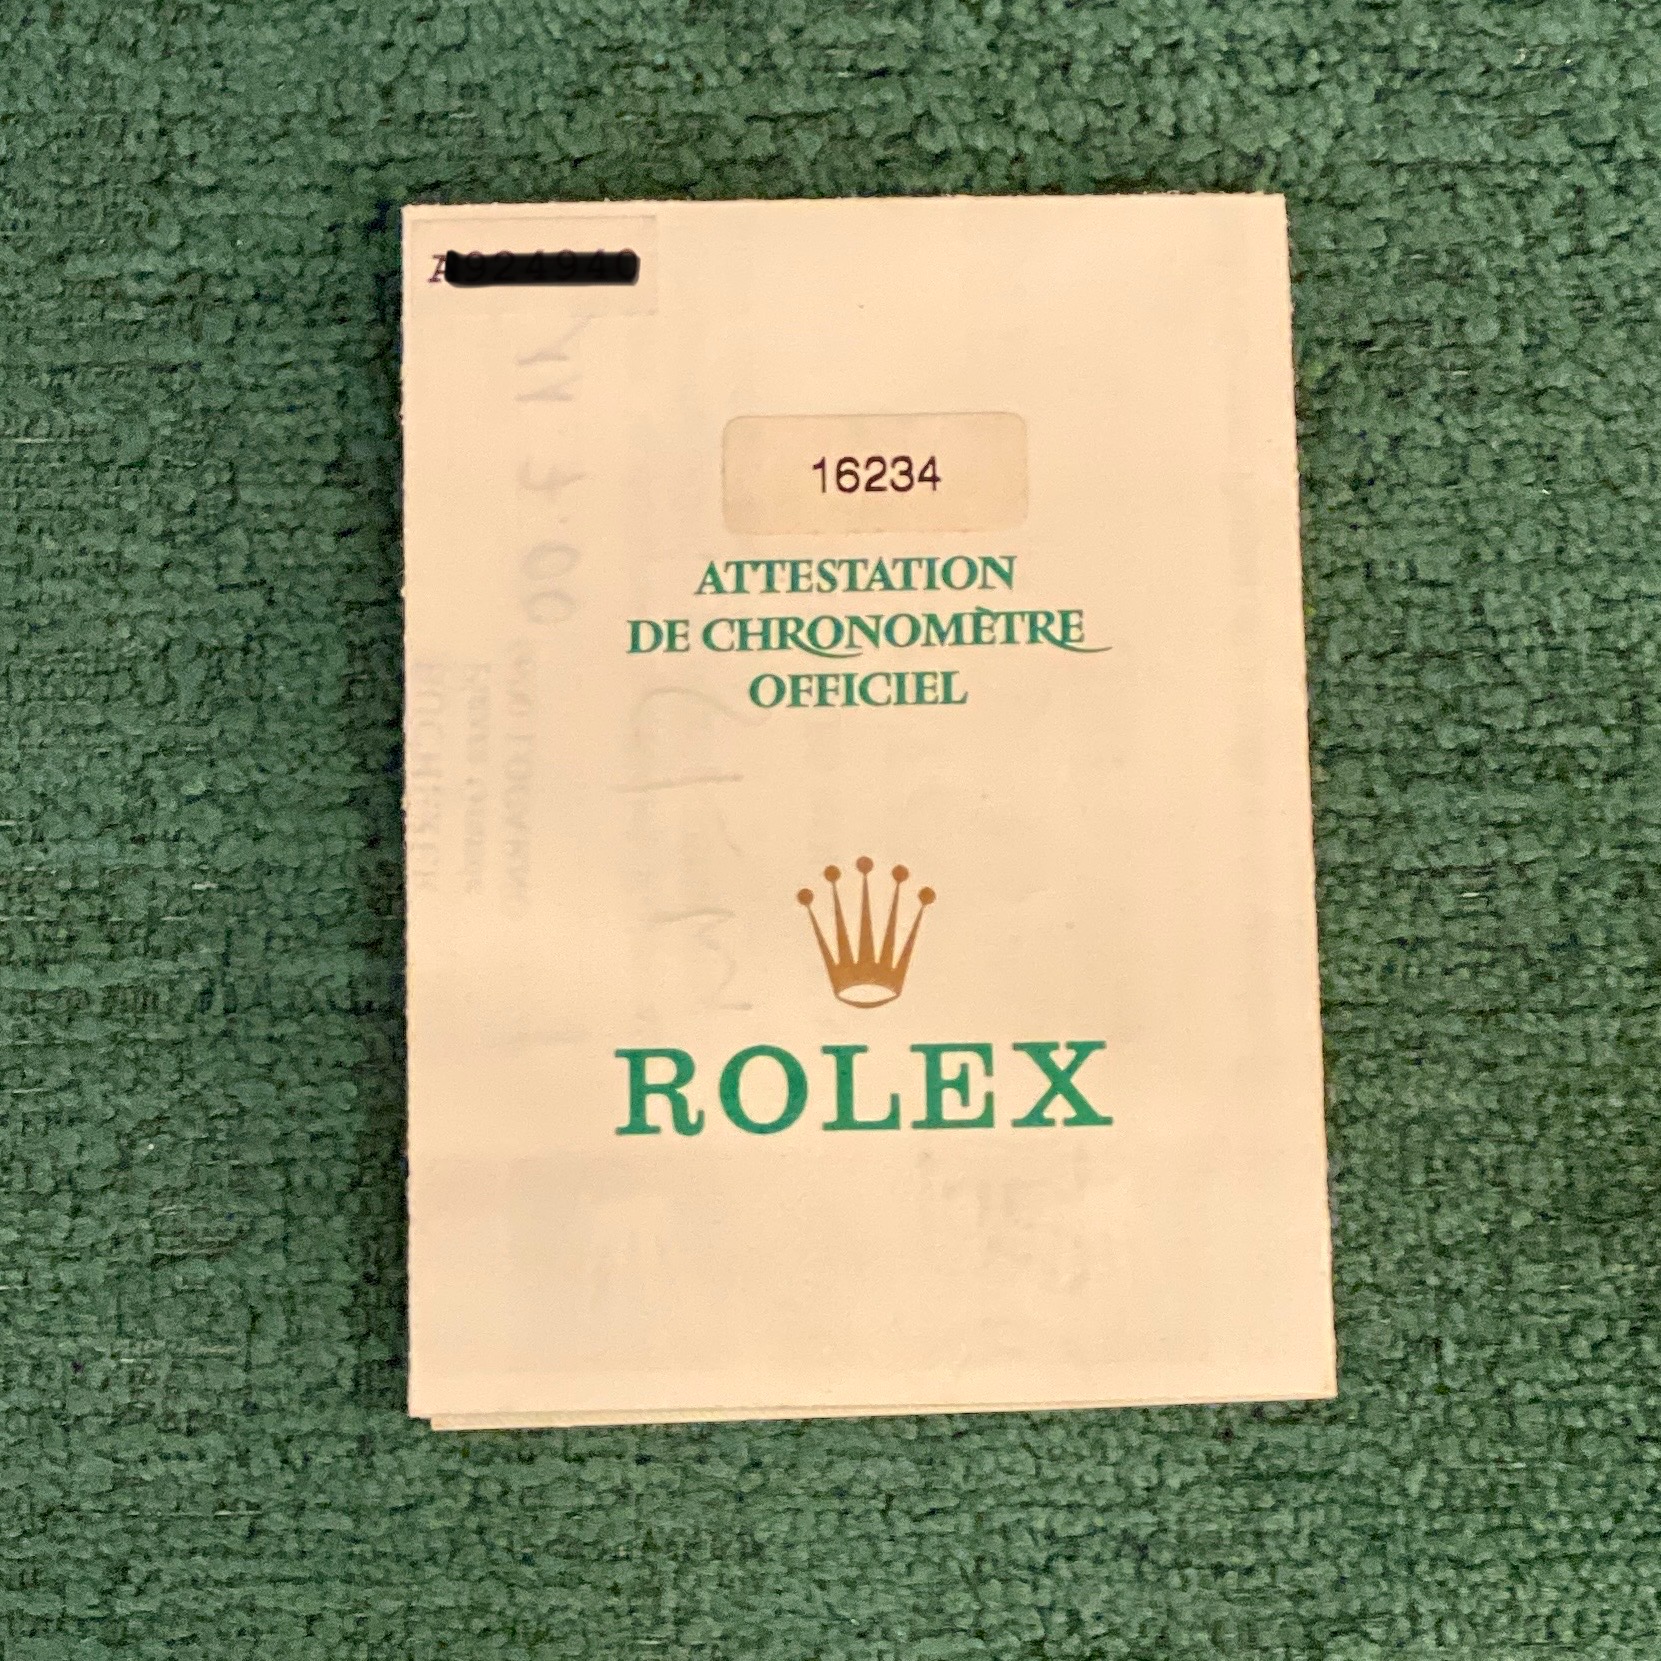 A
16234
ATTESTATION
DE CHRONOMÈTRE
OFFICIEL
ROLEX